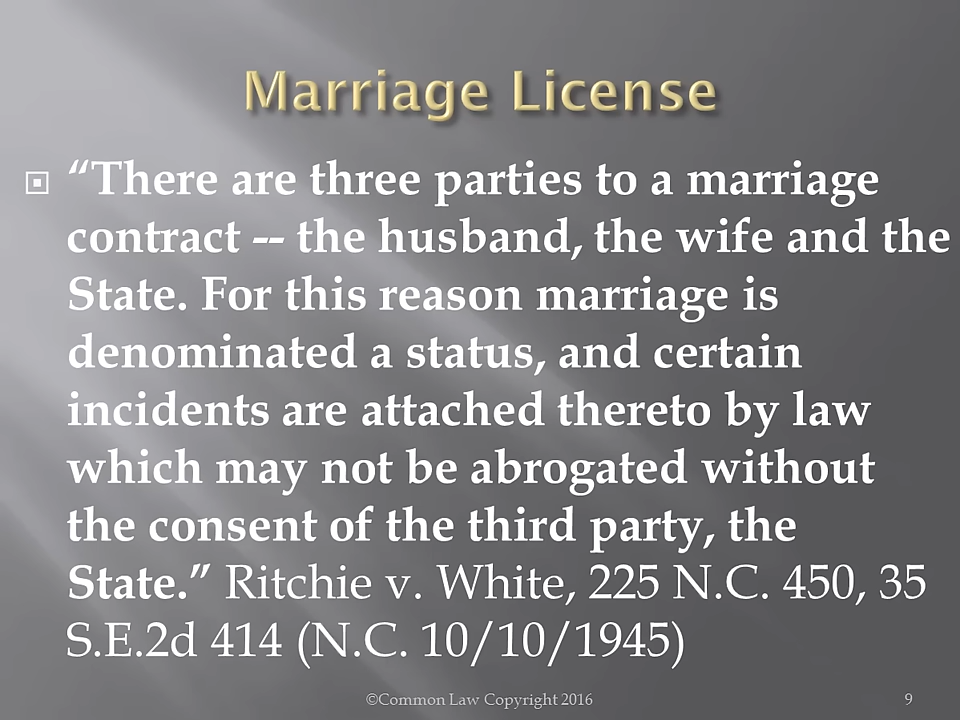 Marriage License
“There are three parties to a marriage
contract -- the husband, the wife and the
State. For this reason marriage is
denominated a status, and certain
incidents are attached thereto by law
which may not be abrogated without
the consent of the third party, the
State.” Ritchie v. White, 225 N.C. 450, 35
S.E.2d 414 (N.C. 10/10/1945)
©Common Law Copyright 2016
9